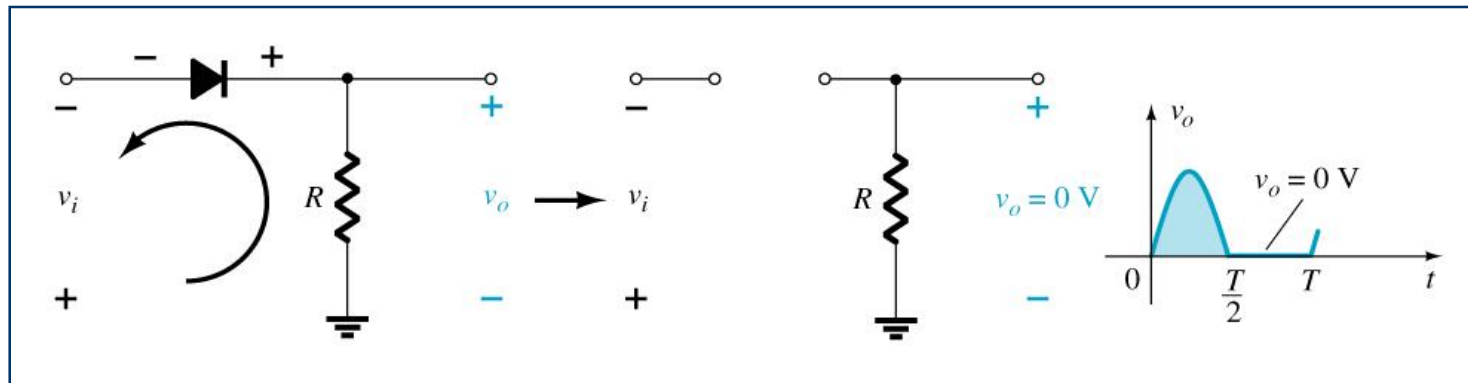 − +
−
+
v_i
R
v_o
+
−
−
v_i
+
R
+
v_o = 0 V
−
v_o
v_o = 0 V
0
T/2
T
t